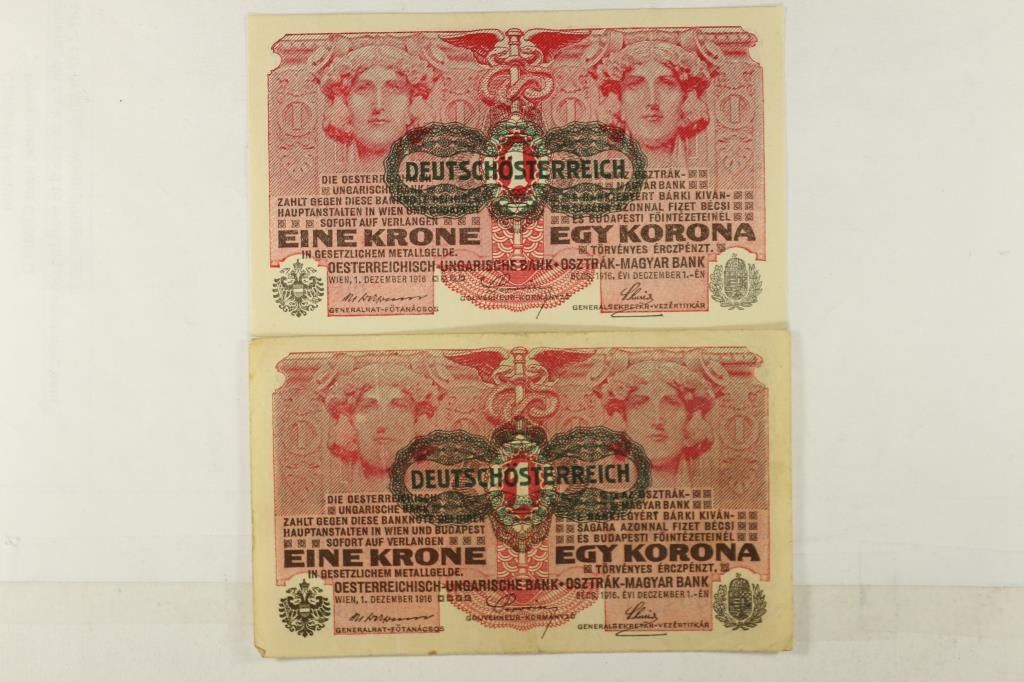 1 1
DEUTSCHÖSTERREICH
1
DIE OESTERREICHISCH-
UNGARISCHE BANK
ZAHLT GEGEN DIESE BANKNOTE BEI IHREN
HAUPTANSTALTEN IN WIEN UND BUDAPEST
SOFORT AUF VERLANGEN
EINE KRONE
IN GESETZLICHEM METALLGELDE.
AZ OSZTRÁK-
MAGYAR BANK
E BANKJEGYÉRT BÁRKI KIVÁN-
SÁGÁRA AZONNAL FIZET BÉCSI
ÉS BUDAPESTI FŐINTÉZETEINÉL
EGY KORONA
TÖRVÉNYES ÉRCZPÉNZT.
OESTERREICHISCH-UNGARISCHE BANK • OSZTRÁK-MAGYAR BANK
WIEN, 1. DEZEMBER 1916
BÉCS, 1916. ÉVI DECZEMBER 1.-ÉN
GENERALRAT-FŐTANÁCSOS
GOUVERNEUR-KORMÁNYZÓ
GENERALSEKRETÄR-VEZÉRTITKÁR
1 1
DEUTSCHÖSTERREICH
1
DIE OESTERREICHISCH-
UNGARISCHE BANK
ZAHLT GEGEN DIESE BANKNOTE BEI IHREN
HAUPTANSTALTEN IN WIEN UND BUDAPEST
SOFORT AUF VERLANGEN
EINE KRONE
IN GESETZLICHEM METALLGELDE.
AZ OSZTRÁK-
MAGYAR BANK
E BANKJEGYÉRT BÁRKI KIVÁN-
SÁGÁRA AZONNAL FIZET BÉCSI
ÉS BUDAPESTI FŐINTÉZETEINÉL
EGY KORONA
TÖRVÉNYES ÉRCZPÉNZT.
OESTERREICHISCH-UNGARISCHE BANK • OSZTRÁK-MAGYAR BANK
WIEN, 1. DEZEMBER 1916
BÉCS, 1916. ÉVI DECZEMBER 1.-ÉN
GENERALRAT-FŐTANÁCSOS
GOUVERNEUR-KORMÁNYZÓ
GENERALSEKRETÄR-VEZÉRTITKÁR